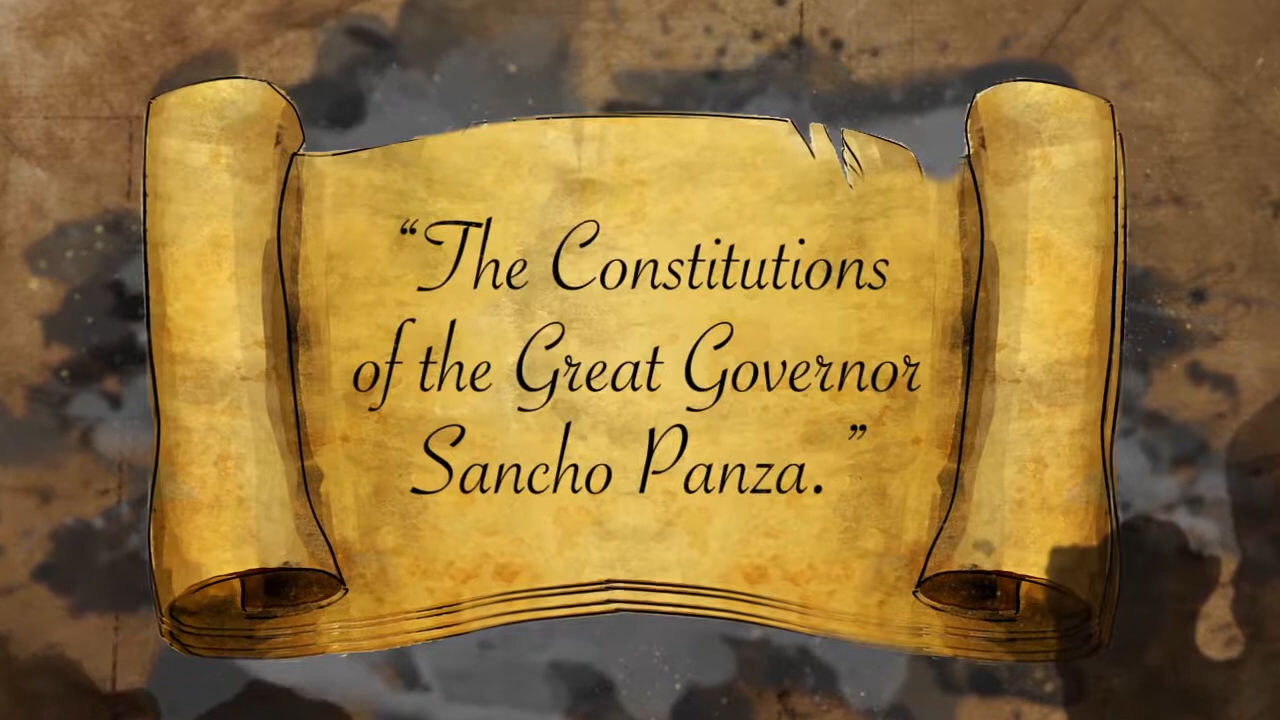 “The Constitutions
of the Great Governor
Sancho Panza.”